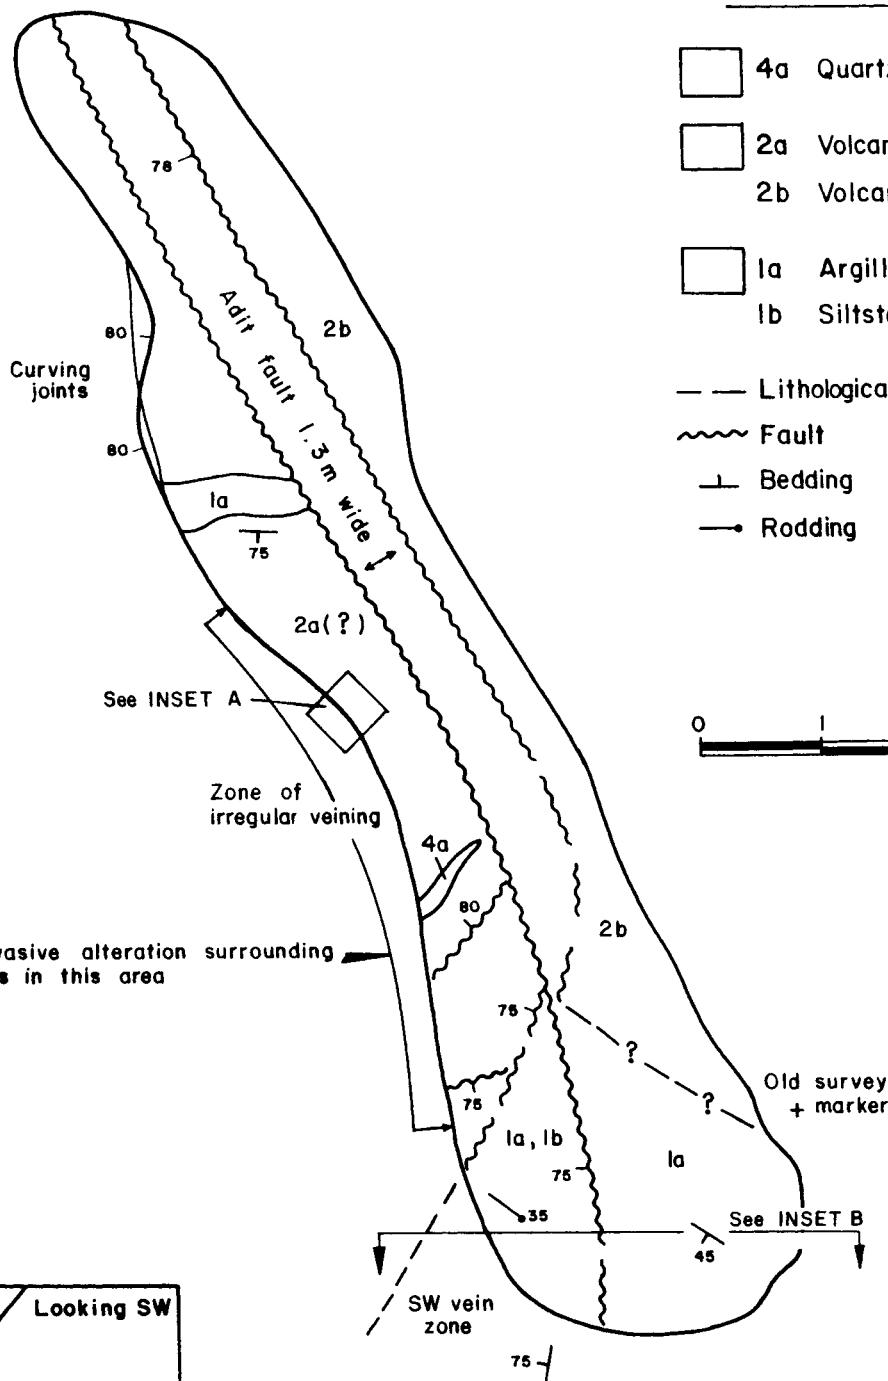 4a Quartz
2a Volcan
2b Volcan
1a Argill
1b Siltst
Lithologica
Fault
Bedding
Rodding
0 1
78
Adit fault 1.3 m wide
2b
80
Curving
joints
80
1a
75
2a(?)
See INSET A
Zone of
irregular veining
4a
80
2b
vasive alteration surrounding
s in this area
75
?
?
Old survey
+ marker
75
1a, 1b
1a
75
35
See INSET B
45
SW vein
zone
Looking SW
75